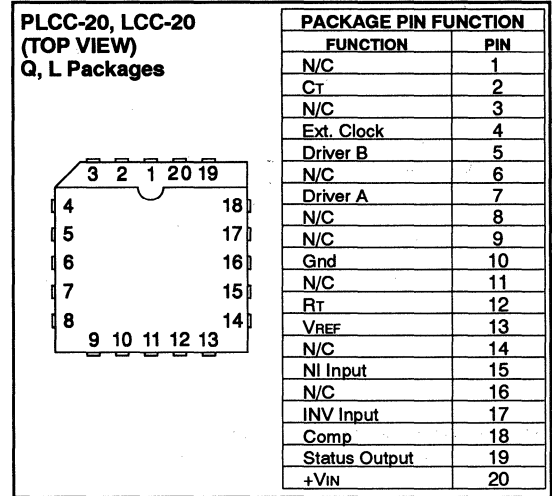 PLCC-20, LCC-20
(TOP VIEW)
Q, L Packages
3 2 1 20 19
4 18
5 17
6 16
7 15
8 14
9 10 11 12 13
PACKAGE PIN FUNCTION
FUNCTION PIN
N/C 1
CT 2
N/C 3
Ext. Clock 4
Driver B 5
N/C 6
Driver A 7
N/C 8
N/C 9
Gnd 10
N/C 11
RT 12
VREF 13
N/C 14
NI Input 15
N/C 16
INV Input 17
Comp 18
Status Output 19
+VIN 20